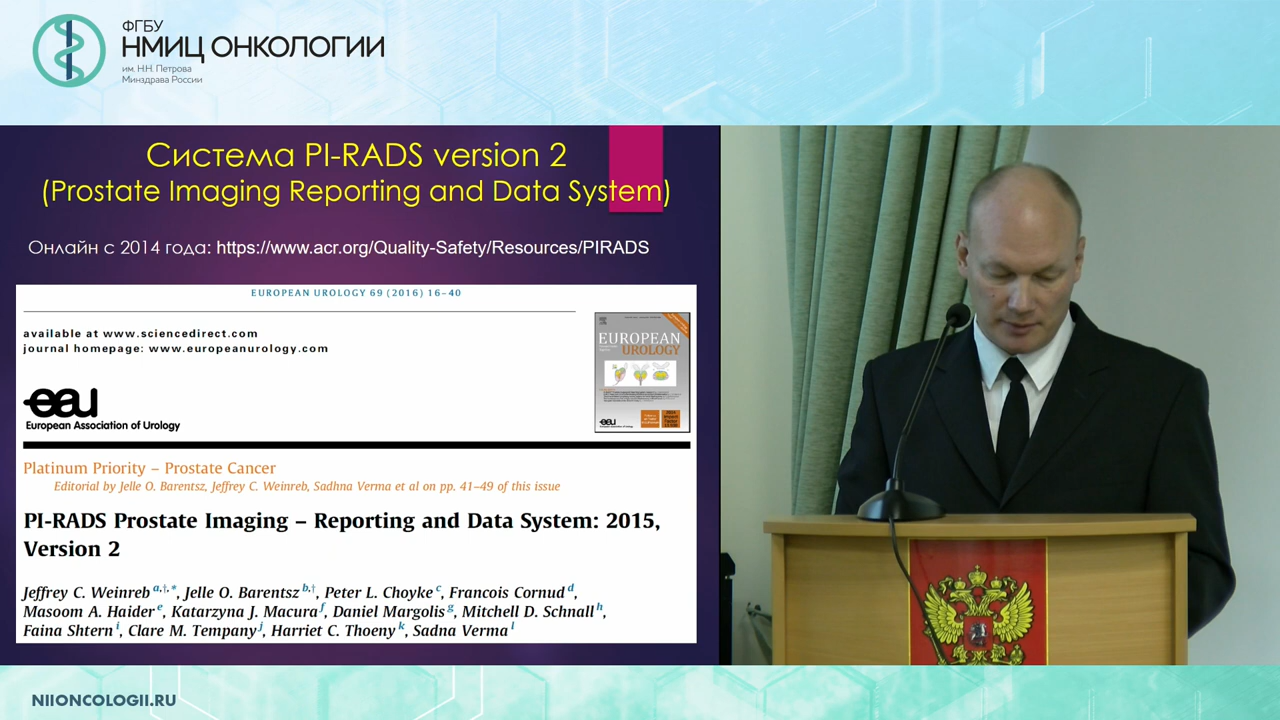 ФГБУ
НМИЦ ОНКОЛОГИИ
им. Н.Н. Петрова
Минздрава России
Система PI-RADS version 2
(Prostate Imaging Reporting and Data System)
Онлайн с 2014 года: https://www.acr.org/Quality-Safety/Resources/PIRADS
EUROPEAN UROLOGY 69 (2016) 16–40
available at www.sciencedirect.com
journal homepage: www.europeanurology.com
EUROPEAN
UROLOGY
eau
eau
European Association of Urology
Platinum Priority – Prostate Cancer
Editorial by Jelle O. Barentsz, Jeffrey C. Weinreb, Sadhna Verma et al on pp. 41–49 of this issue
PI-RADS Prostate Imaging – Reporting and Data System: 2015,
Version 2
Jeffrey C. Weinreb a,†,*, Jelle O. Barentsz b,†, Peter L. Choyke c, Francois Cornud d,
Masoom A. Haider e, Katarzyna J. Macura f, Daniel Margolis g, Mitchell D. Schnall h,
Faina Shtern i, Clare M. Tempany j, Harriet C. Thoeny k, Sadna Verma l
NIIONCOLOGII.RU